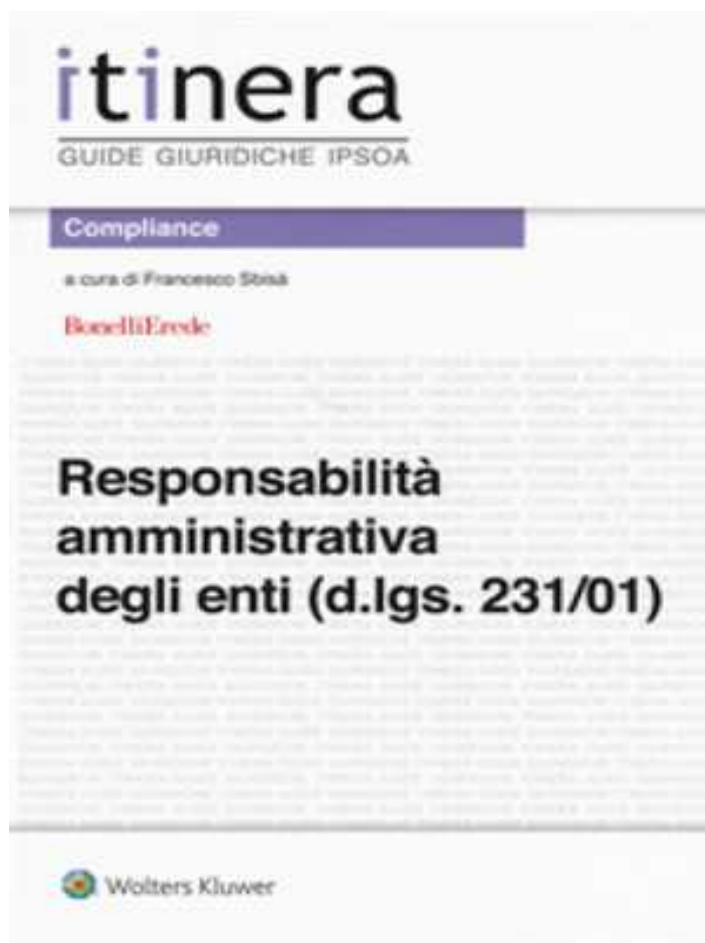 itinera
GUIDE GIURIDICHE IPSOA
Compliance
a cura di Francesco Sbisà
BonelliErede
Responsabilità
amministrativa
degli enti (d.lgs. 231/01)
Wolters Kluwer